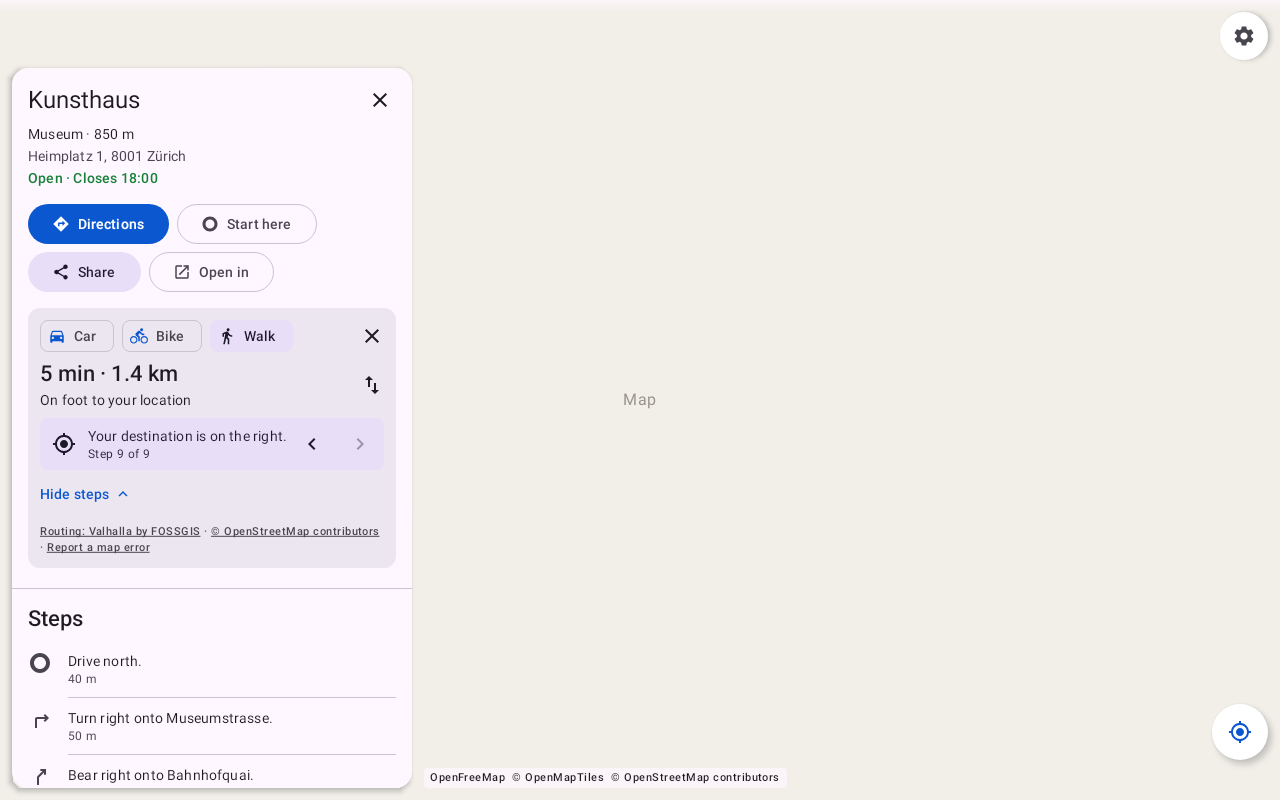 Kunsthaus
Museum · 850 m
Heimplatz 1, 8001 Zürich
Open · Closes 18:00
Directions
Start here
Share
Open in
Car
Bike
Walk
5 min · 1.4 km
On foot to your location
Your destination is on the right.
Step 9 of 9
Hide steps
Routing: Valhalla by FOSSGIS · © OpenStreetMap contributors
· Report a map error
Steps
Drive north.
40 m
Turn right onto Museumstrasse.
50 m
Bear right onto Bahnhofquai.
Map
OpenFreeMap © OpenMapTiles © OpenStreetMap contributors